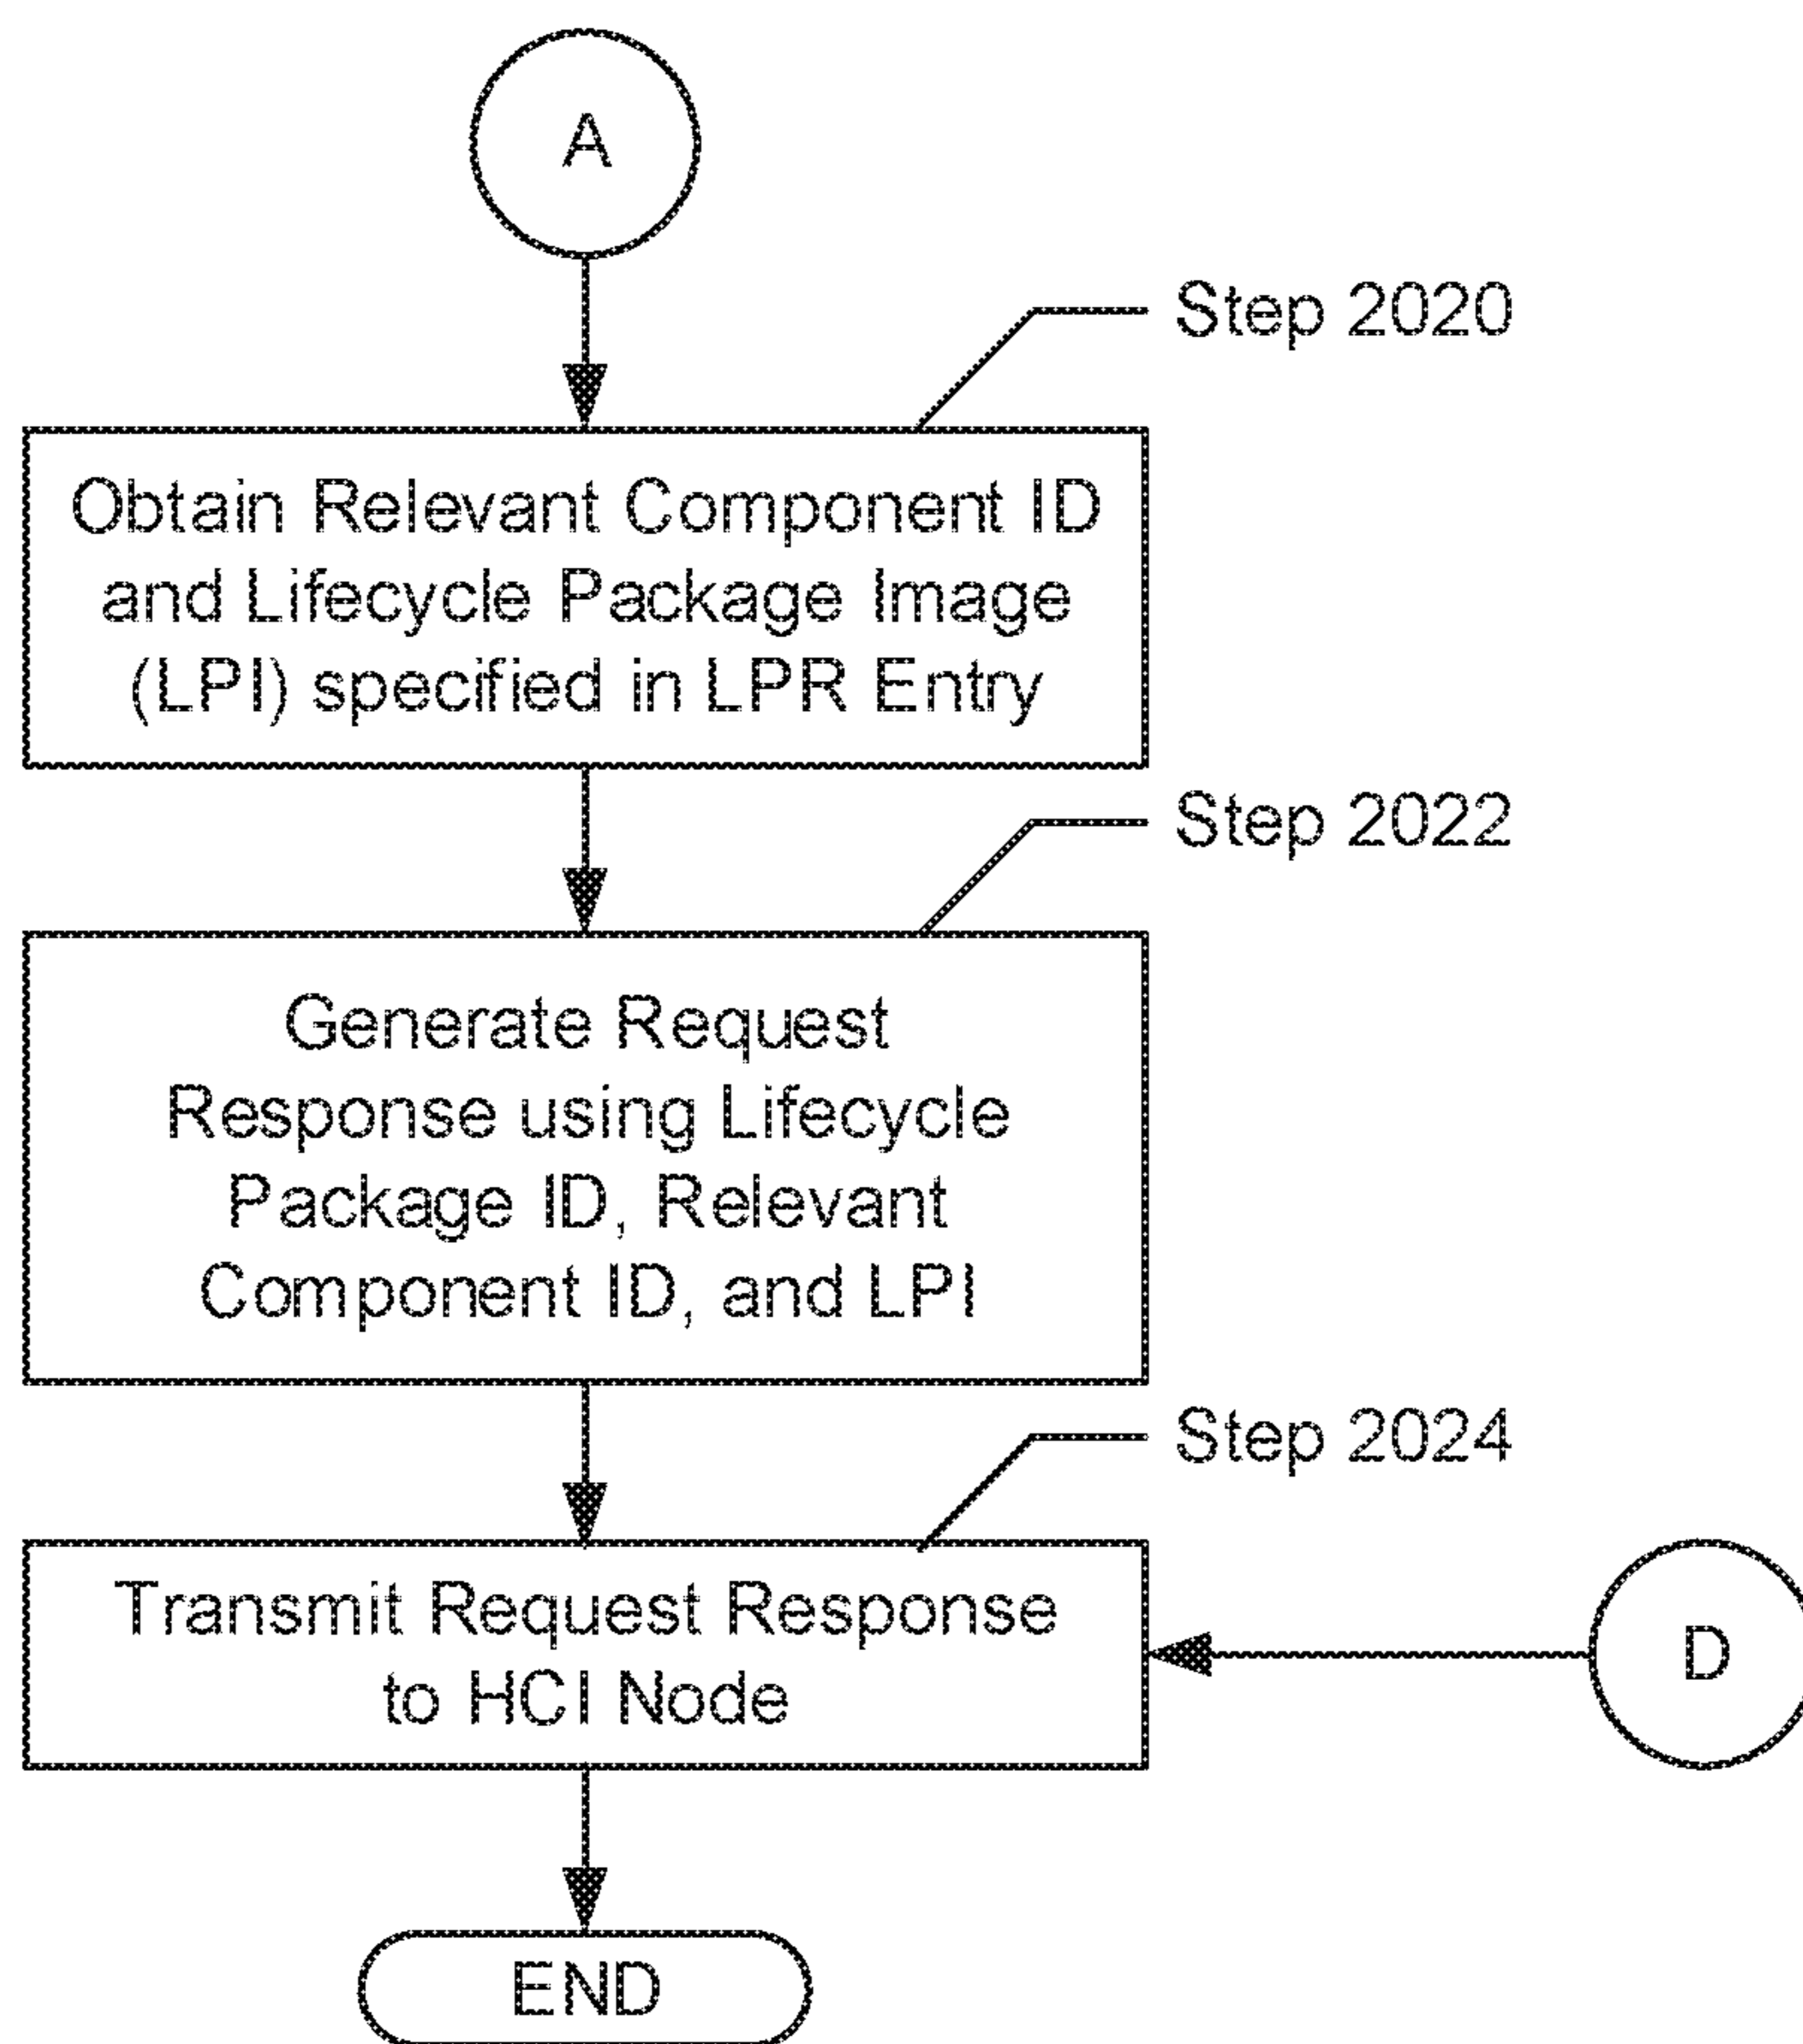 A
Step 2020
Obtain Relevant Component ID
and Lifecycle Package Image
(LPI) specified in LPR Entry
Step 2022
Generate Request
Response using Lifecycle
Package ID, Relevant
Component ID, and LPI
Step 2024
Transmit Request Response
to HCI Node
D
END